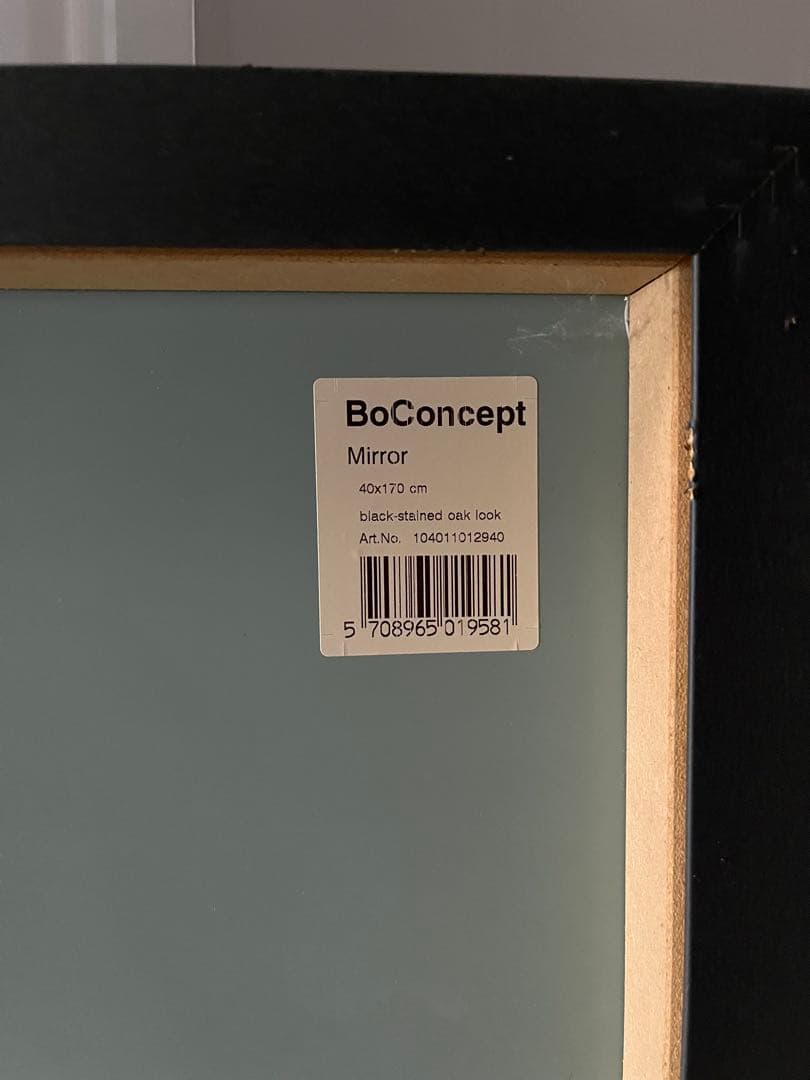 BoConcept
Mirror
40x170 cm
black-stained oak look
Art.No. 104011012940
5 708965 019581